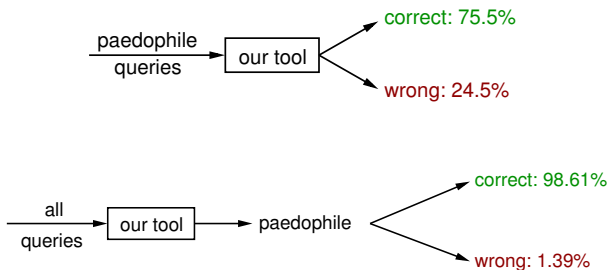 paedophile
queries
our tool
correct: 75.5%
wrong: 24.5%
all
queries
our tool
paedophile
correct: 98.61%
wrong: 1.39%